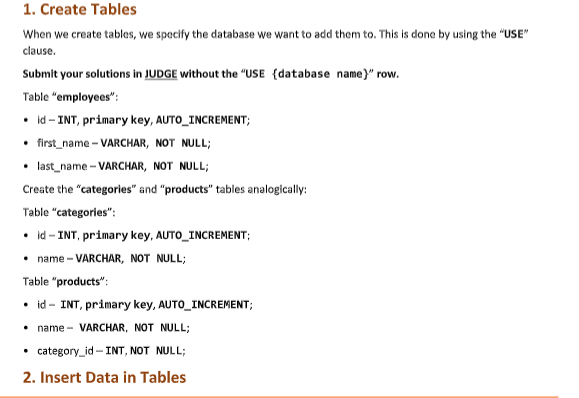 1. Create Tables
When we create tables, we specify the database we want to add them to. This is done by using the “USE”
clause.
Submit your solutions in JUDGE without the “USE {database name}” row.
Table “employees”:
• id – INT, primary key, AUTO_INCREMENT;
• first_name – VARCHAR, NOT NULL;
• last_name – VARCHAR, NOT NULL;
Create the “categories” and “products” tables analogically:
Table “categories”:
• id – INT, primary key, AUTO_INCREMENT;
• name – VARCHAR, NOT NULL;
Table “products”:
• id – INT, primary key, AUTO_INCREMENT;
• name – VARCHAR, NOT NULL;
• category_id – INT, NOT NULL;
2. Insert Data in Tables